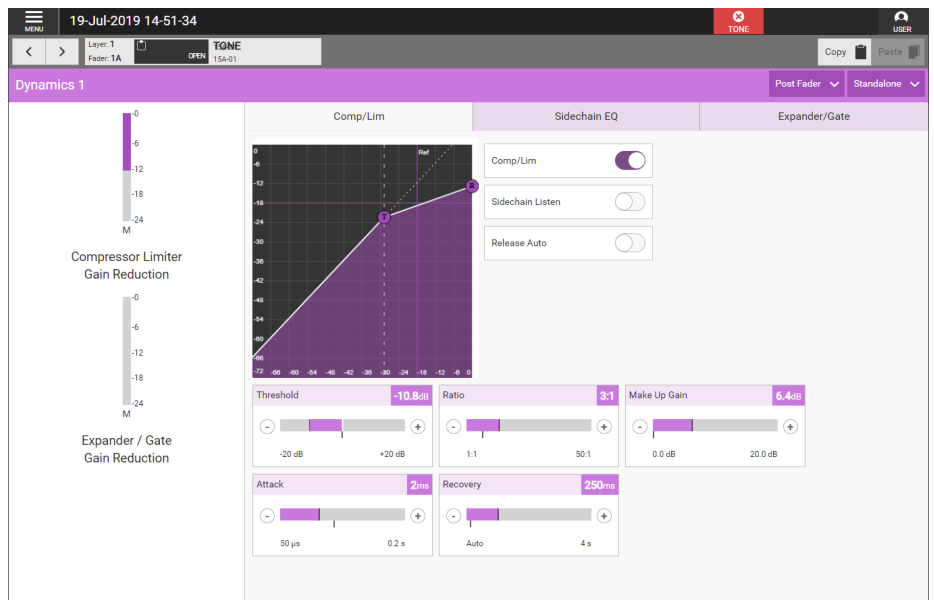 MENU
19-Jul-2019 14-51-34
TONE
USER
Layer: 1
Fader: 1A
OPEN
TONE
15A-01
Copy
Paste
Dynamics 1
Post Fader
Standalone
-0
-6
-12
-18
-24
M
Compressor Limiter
Gain Reduction
-0
-6
-12
-18
-24
M
Expander / Gate
Gain Reduction
Comp/Lim
Sidechain EQ
Expander/Gate
Ref
0
-6
-12
-18
-24
-30
-36
-42
-48
-54
-60
-66
-72 -66 -60 -54 -48 -42 -36 -30 -24 -18 -12 -6 0
T
R
Comp/Lim
Sidechain Listen
Release Auto
Threshold -10.8dB
- +
-20 dB +20 dB
Ratio 3:1
- +
1:1 50:1
Make Up Gain 6.4dB
- +
0.0 dB 20.0 dB
Attack 2ms
- +
50 µs 0.2 s
Recovery 250ms
- +
Auto 4 s